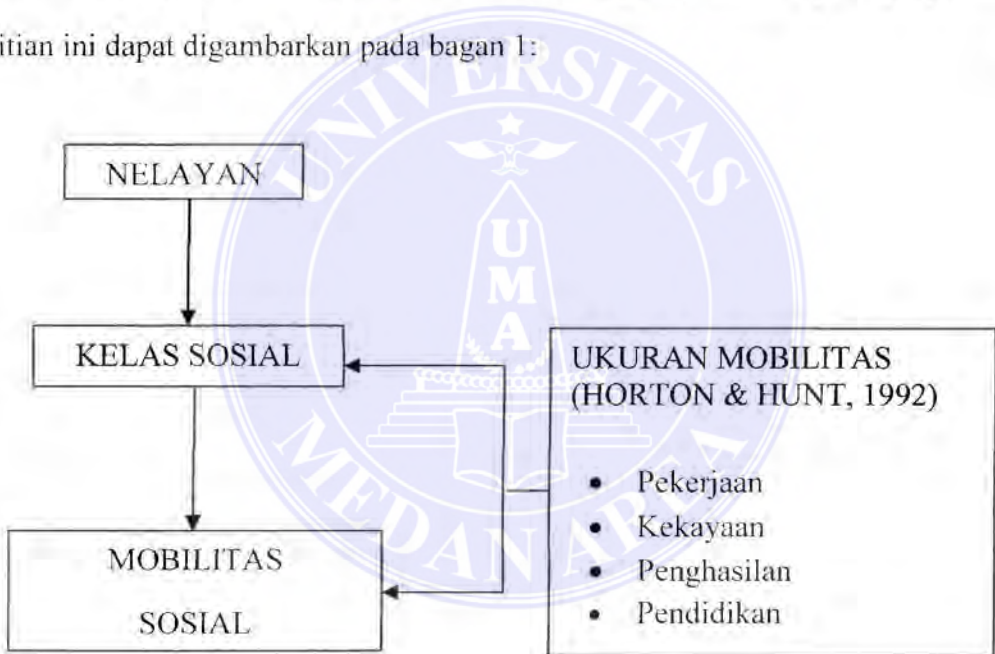 itian ini dapat digambarkan pada bagan 1:
UNIVERSITAS
NELAYAN
UMA
KELAS SOSIAL
UKURAN MOBILITAS
(HORTON & HUNT, 1992)
• Pekerjaan
• Kekayaan
• Penghasilan
• Pendidikan
MEDAN AREA
MOBILITAS
SOSIAL